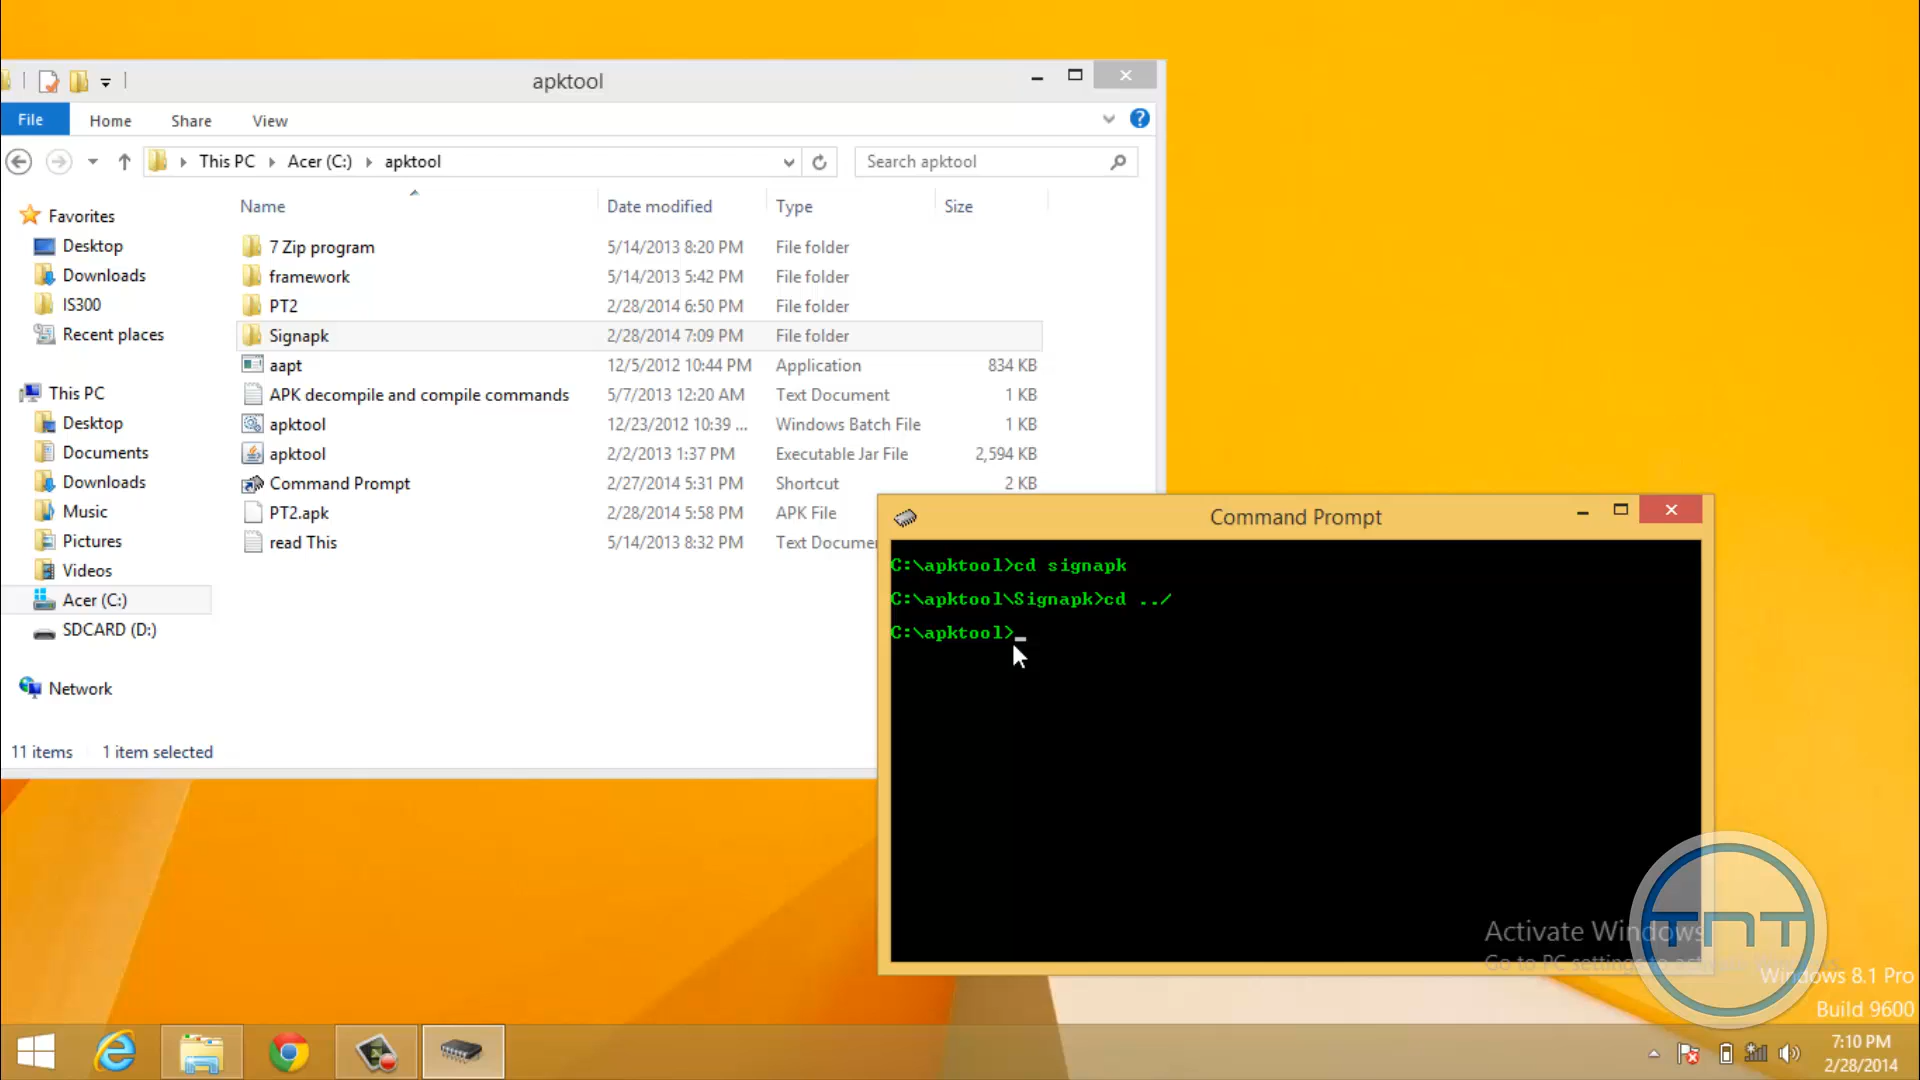 apktool
File Home Share View
This PC Acer (C:) apktool
Search apktool
Name Date modified Type Size
Favorites
Desktop
Downloads
IS300
Recent places
This PC
Desktop
Documents
Downloads
Music
Pictures
Videos
Acer (C:)
SDCARD (D:)
Network
7 Zip program 5/14/2013 8:20 PM File folder
framework 5/14/2013 5:42 PM File folder
PT2 2/28/2014 6:50 PM File folder
Signapk 2/28/2014 7:09 PM File folder
aapt 12/5/2012 10:44 PM Application 834 KB
APK decompile and compile commands 5/7/2013 12:20 AM Text Document 1 KB
apktool 12/23/2012 10:39 ... Windows Batch File 1 KB
apktool 2/2/2013 1:37 PM Executable Jar File 2,594 KB
Command Prompt 2/27/2014 5:31 PM Shortcut 2 KB
PT2.apk 2/28/2014 5:58 PM APK File
read This 5/14/2013 8:32 PM Text Docume
11 items 1 item selected
Command Prompt
C:\apktool>cd signapk
C:\apktool\Signapk>cd ../
C:\apktool>_
Activate Windows
Go to PC settings to
TNT
Windows 8.1 Pro
Build 9600
7:10 PM
2/28/2014